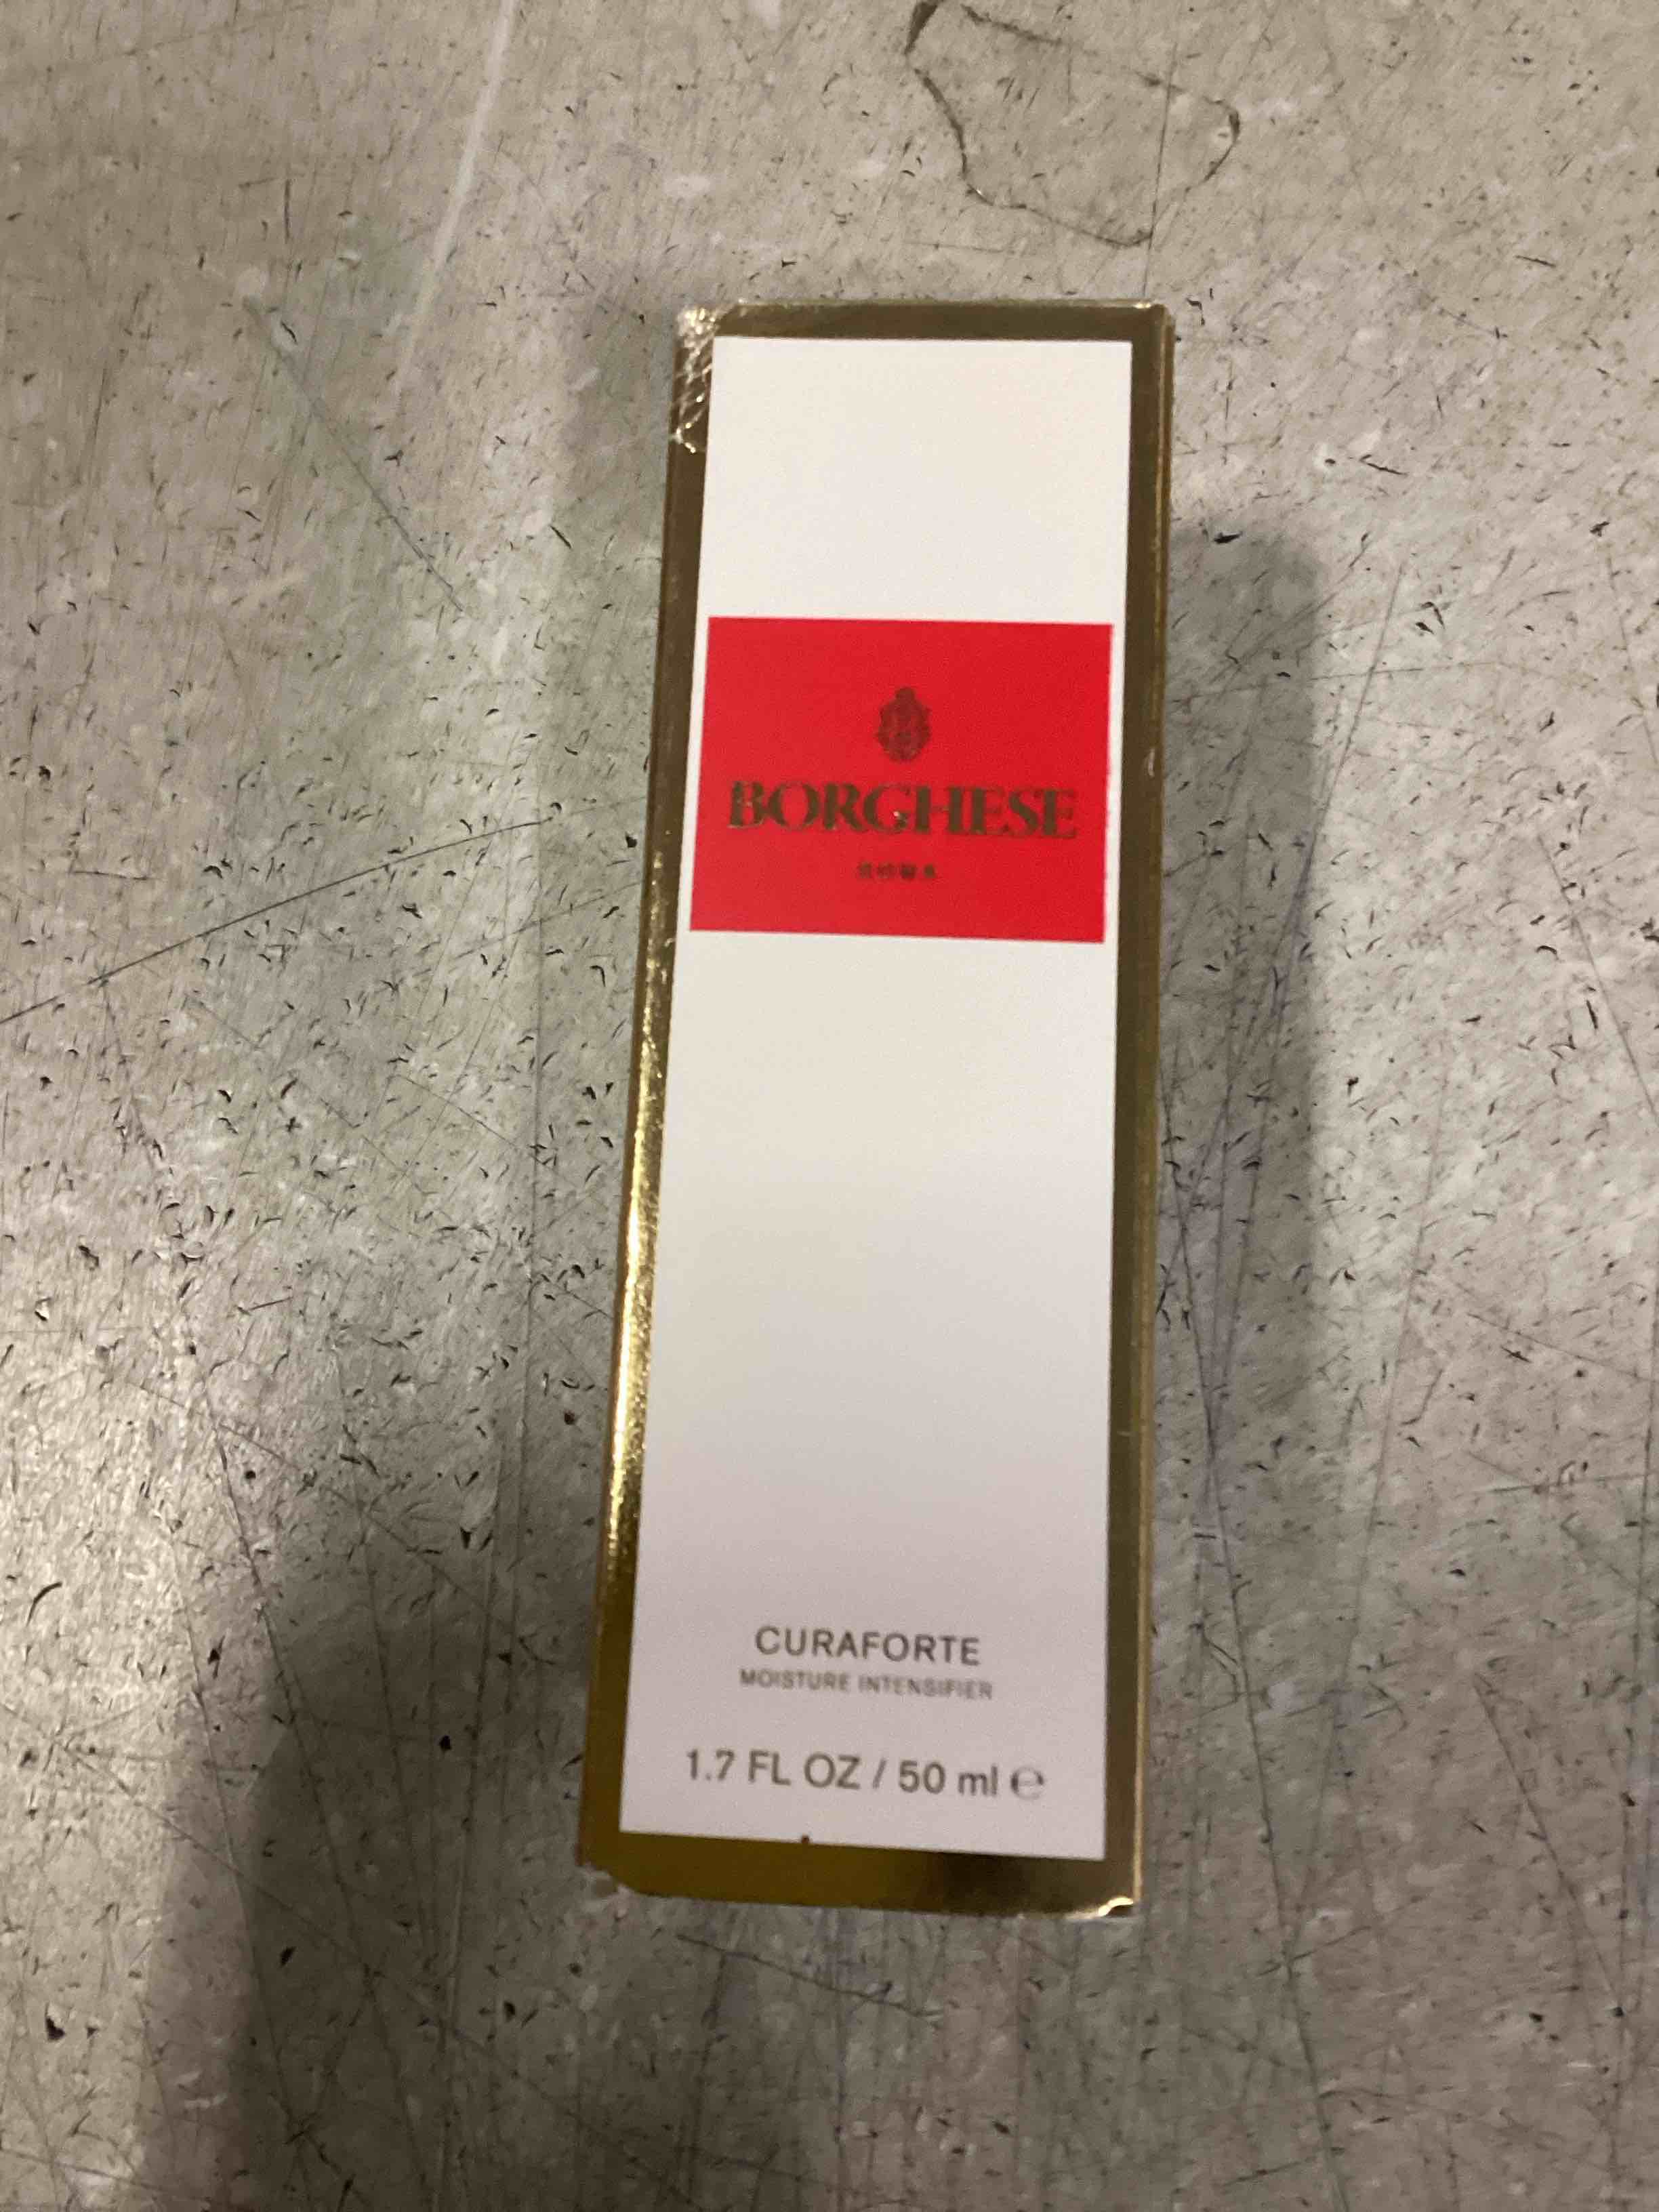 BORGHESE
CURAFORTE
MOISTURE INTENSIFIER
1.7 FL OZ / 50 ml ℮